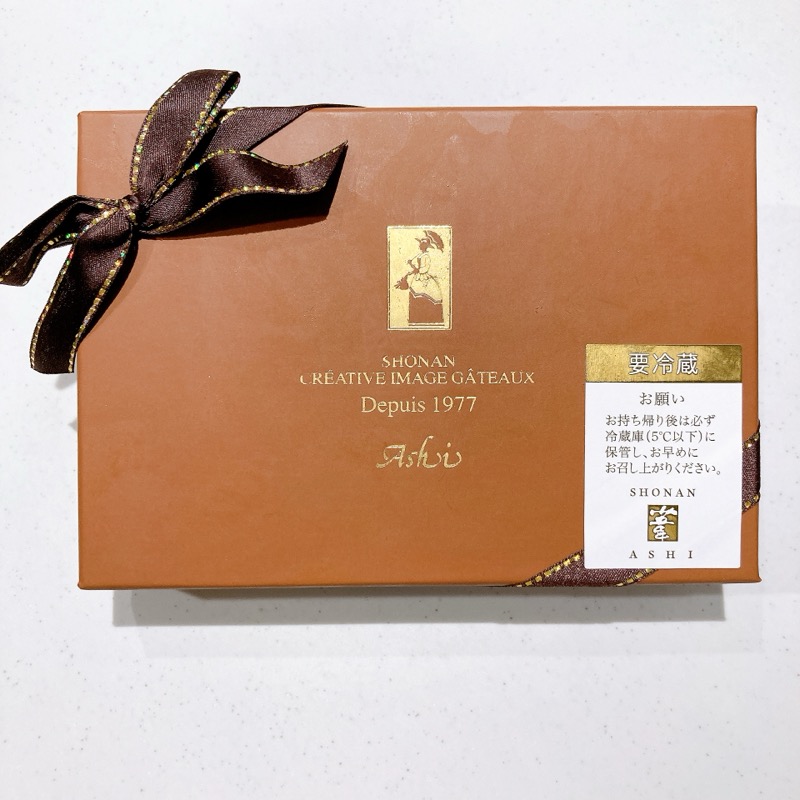 SHONAN
CRÉATIVE IMAGE GÂTEAUX
Depuis 1977
Ashi
要冷蔵
お願い
お持ち帰り後は必ず
冷蔵庫(5℃以下)に
保管し、お早めに
お召し上がりください。
SHONAN
葦
ASHI